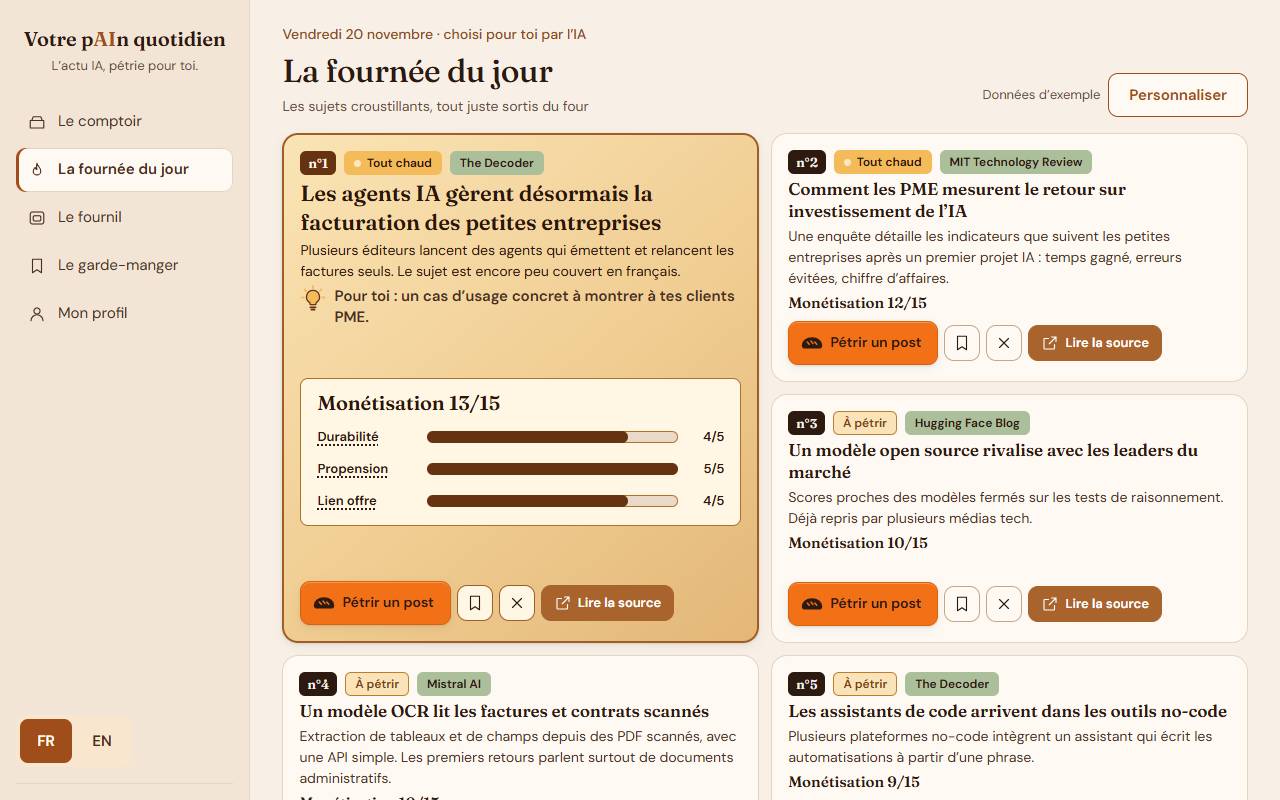 Votre pAIn quotidien
L'actu IA, pétrie pour toi.
Le comptoir
La fournée du jour
Le fournil
Le garde-manger
Mon profil
FR
EN
Vendredi 20 novembre · choisi pour toi par l'IA
La fournée du jour
Les sujets croustillants, tout juste sortis du four
Données d'exemple
Personnaliser
n°1
Tout chaud
The Decoder
Les agents IA gèrent désormais la
facturation des petites entreprises
Plusieurs éditeurs lancent des agents qui émettent et relancent les
factures seuls. Le sujet est encore peu couvert en français.
Pour toi : un cas d'usage concret à montrer à tes clients
PME.
Monétisation 13/15
Durabilité 4/5
Propension 5/5
Lien offre 4/5
Pétrir un post
Lire la source
n°2
Tout chaud
MIT Technology Review
Comment les PME mesurent le retour sur
investissement de l'IA
Une enquête détaille les indicateurs que suivent les petites
entreprises après un premier projet IA : temps gagné, erreurs
évitées, chiffre d'affaires.
Monétisation 12/15
Pétrir un post
Lire la source
n°3
À pétrir
Hugging Face Blog
Un modèle open source rivalise avec les leaders du
marché
Scores proches des modèles fermés sur les tests de raisonnement.
Déjà repris par plusieurs médias tech.
Monétisation 10/15
Pétrir un post
Lire la source
n°4
À pétrir
Mistral AI
Un modèle OCR lit les factures et contrats scannés
Extraction de tableaux et de champs depuis des PDF scannés, avec
une API simple. Les premiers retours parlent surtout de documents
administratifs.
n°5
À pétrir
The Decoder
Les assistants de code arrivent dans les outils no-code
Plusieurs plateformes no-code intègrent un assistant qui écrit les
automatisations à partir d'une phrase.
Monétisation 9/15